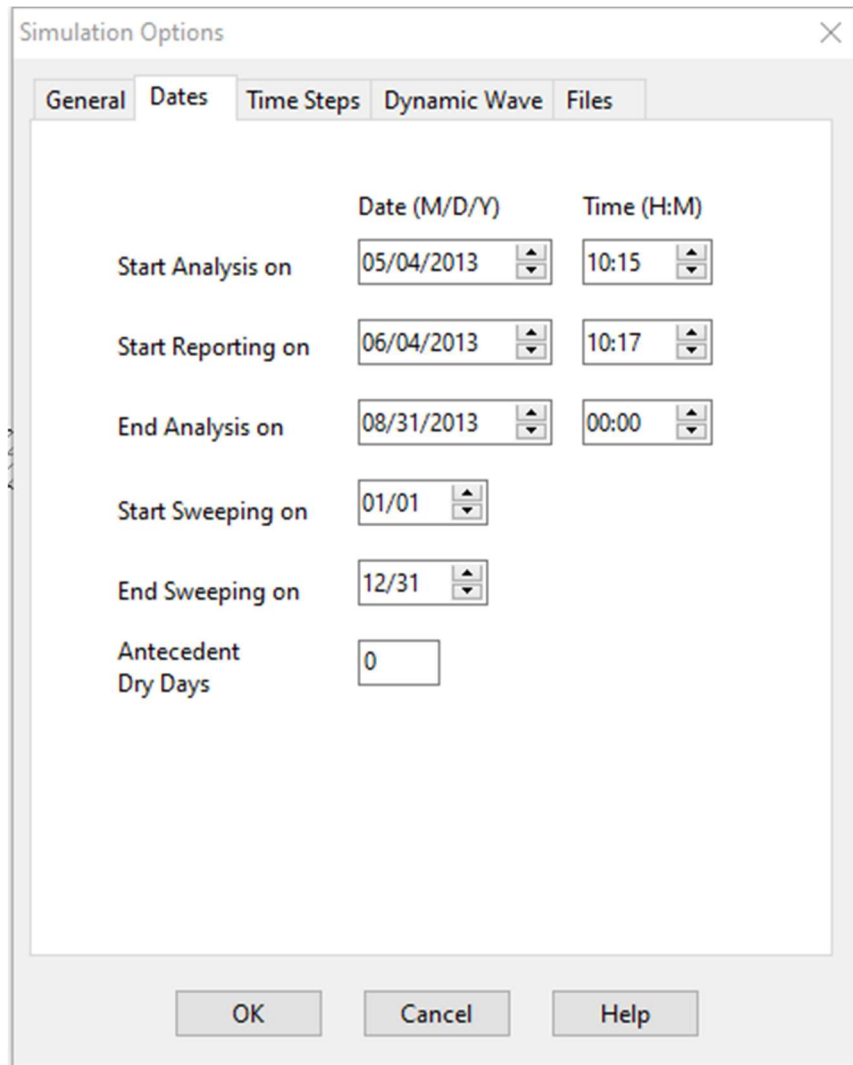 Simulation Options
General Dates Time Steps Dynamic Wave Files
Date (M/D/Y) Time (H:M)
Start Analysis on 05/04/2013 10:15
Start Reporting on 06/04/2013 10:17
End Analysis on 08/31/2013 00:00
Start Sweeping on 01/01
End Sweeping on 12/31
Antecedent
Dry Days 0
OK Cancel Help